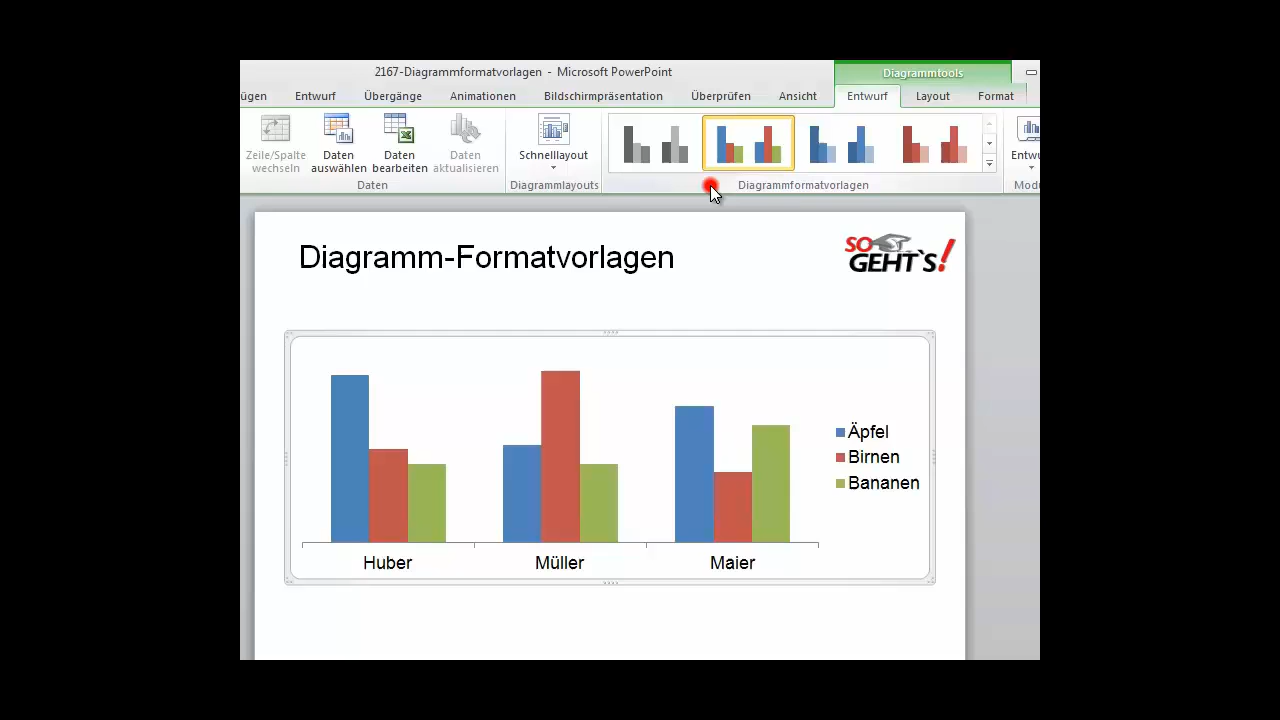 2167-Diagrammformatvorlagen - Microsoft PowerPoint
Diagrammtools
ügen Entwurf Übergänge Animationen Bildschirmpräsentation Überprüfen Ansicht Entwurf Layout Format
Zeile/Spalte wechseln
Daten auswählen
Daten bearbeiten
Daten aktualisieren
Schnelllayout
Entwu
Daten
Diagrammlayouts
Diagrammformatvorlagen
Modu
Diagramm-Formatvorlagen
SO
GEHT`S!
Äpfel
Birnen
Bananen
Huber Müller Maier